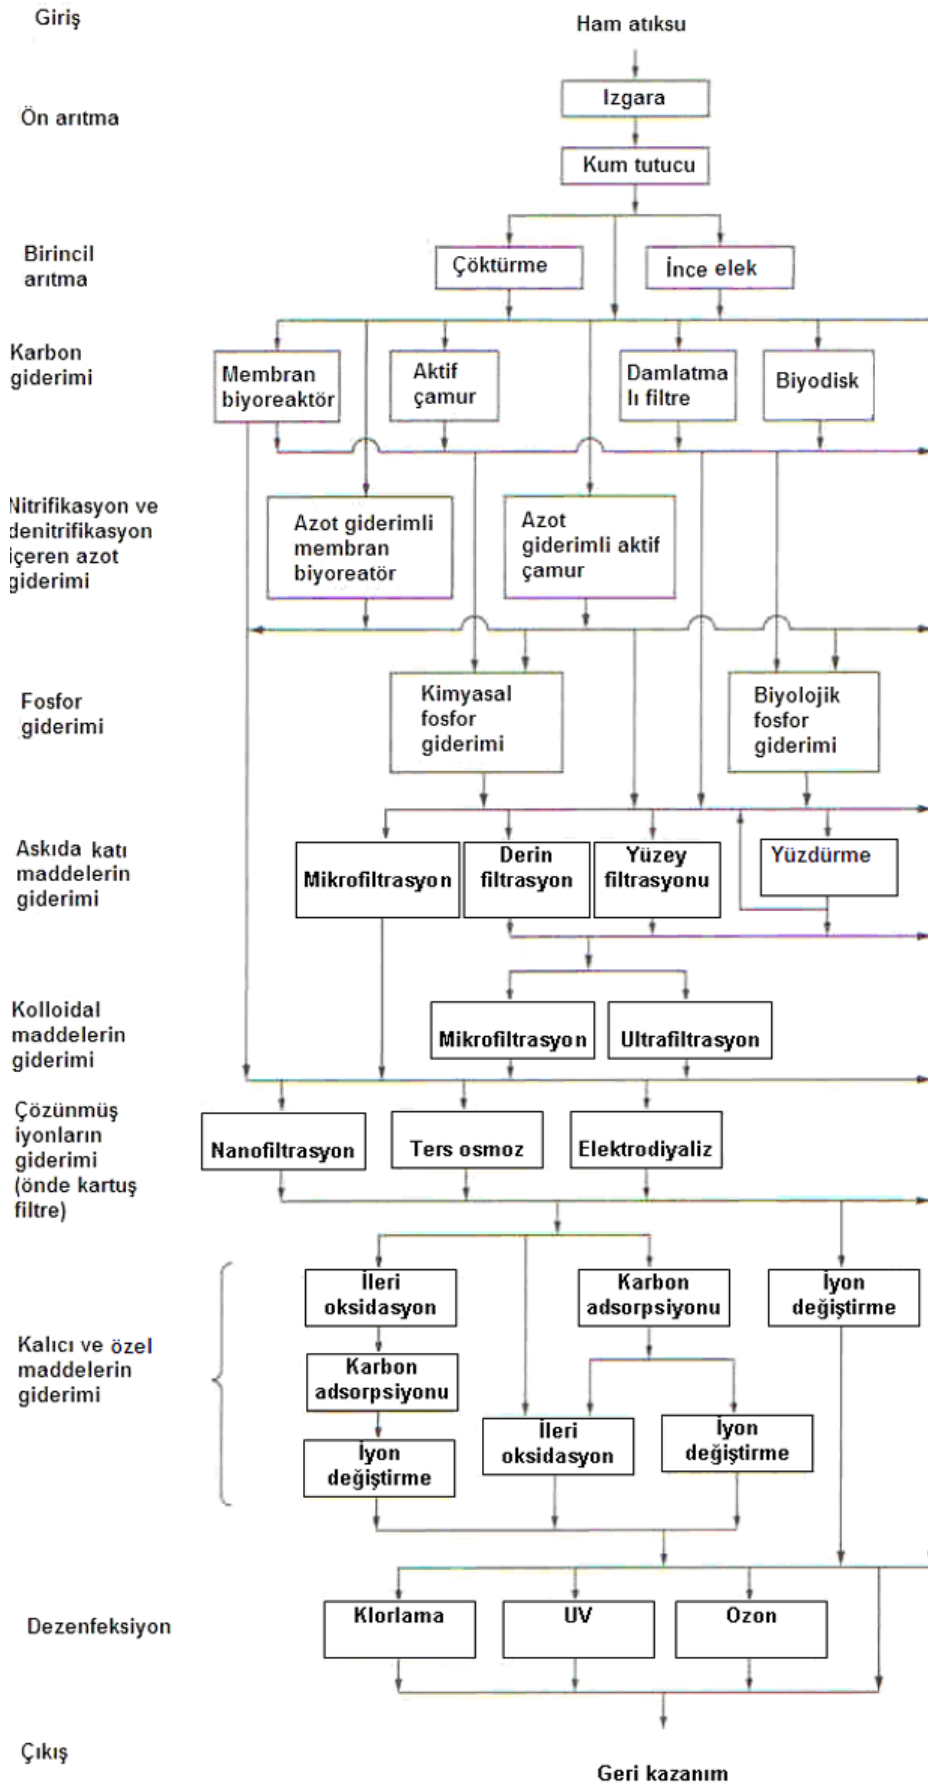 Giriş
Ham atıksu
Ön arıtma
Izgara
Kum tutucu
Birincil
arıtma
Çöktürme
İnce elek
Karbon
giderimi
Membran
biyoreaktör
Aktif
çamur
Damlatma
lı filtre
Biyodisk
Nitrifikasyon ve
denitrifikasyon
içeren azot
giderimi
Azot giderimli
membran
biyoreatör
Azot
giderimli aktif
çamur
Fosfor
giderimi
Kimyasal
fosfor
giderimi
Biyolojik
fosfor
giderimi
Askıda katı
maddelerin
giderimi
Mikrofiltrasyon
Derin
filtrasyon
Yüzey
filtrasyonu
Yüzdürme
Kolloidal
maddelerin
giderimi
Mikrofiltrasyon
Ultrafiltrasyon
Çözünmüş
iyonların
giderimi
(önde kartuş
filtre)
Nanofiltrasyon
Ters osmoz
Elektrodiyaliz
Kalıcı ve özel
maddelerin
giderimi
İleri
oksidasyon
Karbon
adsorpsiyonu
İyon
değiştirme
Karbon
adsorpsiyonu
İyon
değiştirme
İleri
oksidasyon
İyon
değiştirme
Dezenfeksiyon
Klorlama
UV
Ozon
Çıkış
Geri kazanım